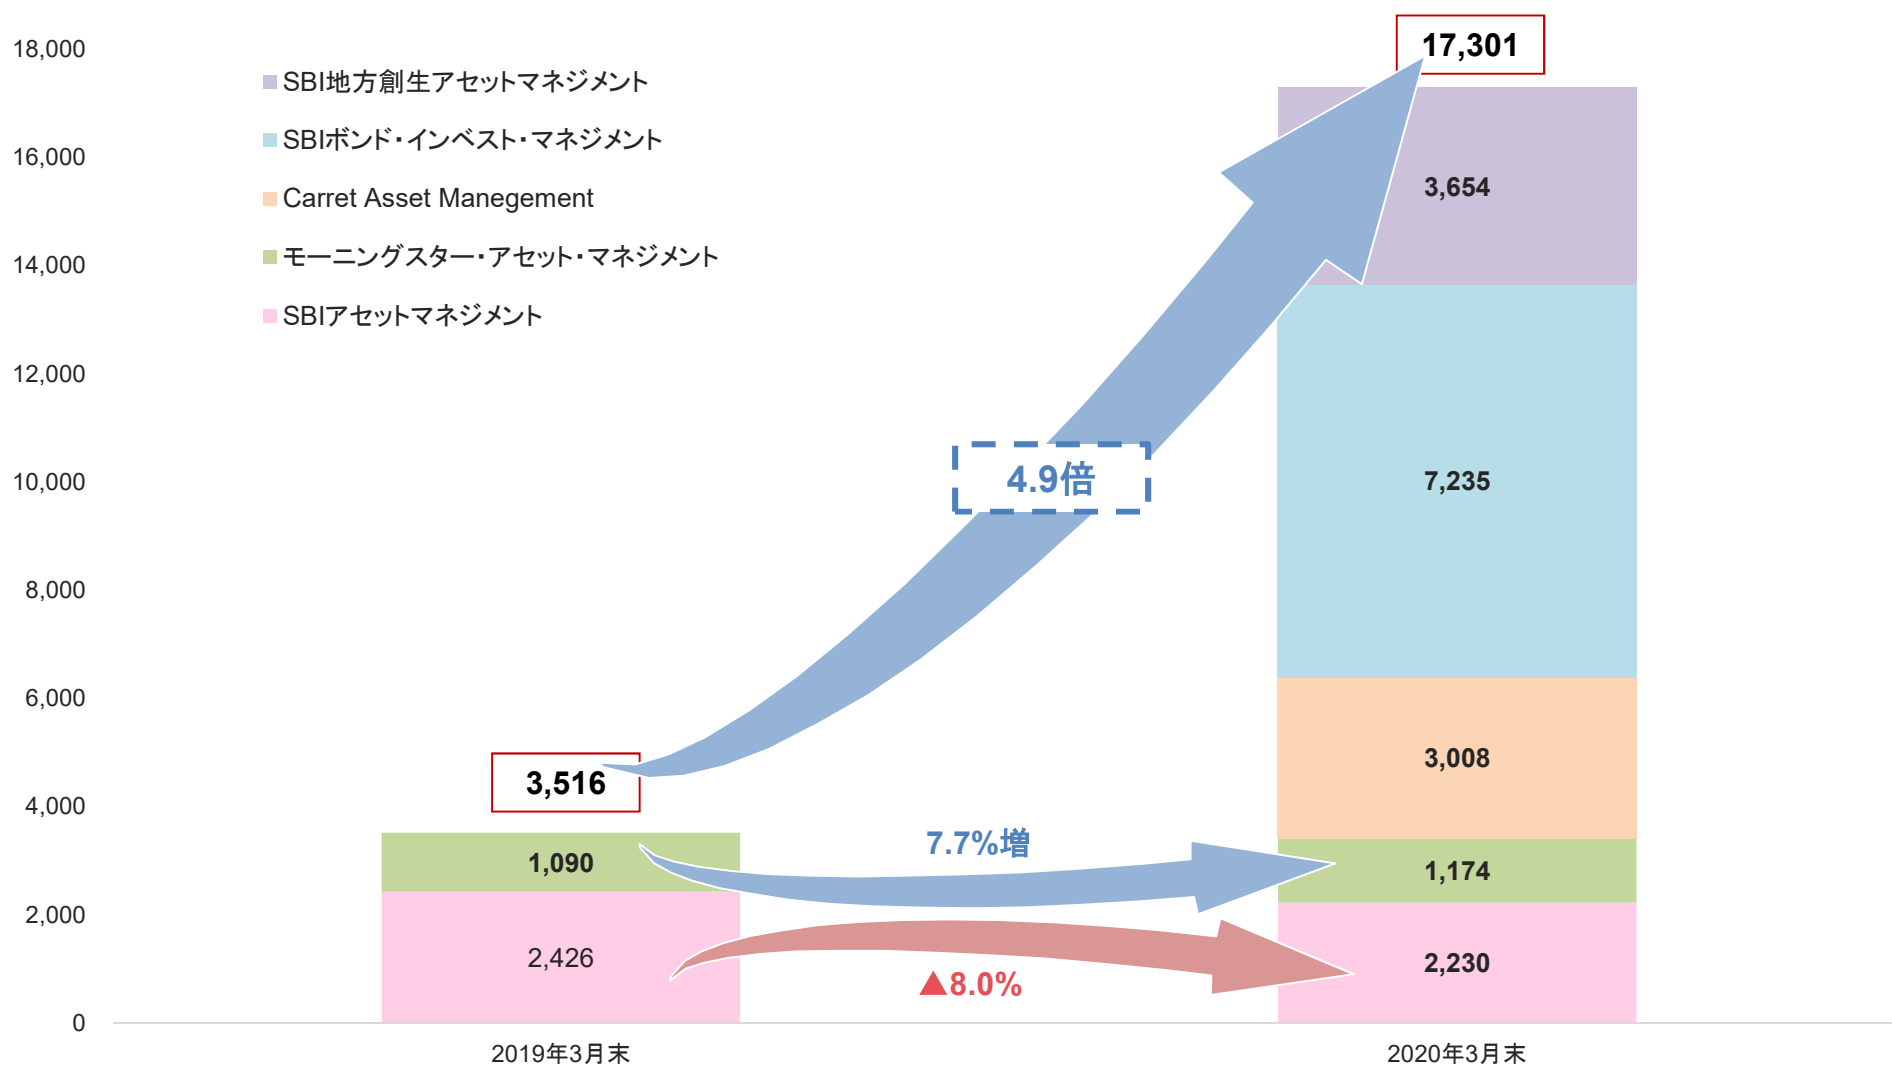 17,301
18,000
SBI地方創生アセットマネジメント
SBIボンド・インベスト・マネジメント
16,000
3,654
Carret Asset Manegement
モーニングスター・アセット・マネジメント
14,000
SBIアセットマネジメント
12,000
10,000
4.9倍
7,235
8,000
6,000
3,008
3,516
4,000
7.7%増
1,090
1,174
2,000
2,426
2,230
▲8.0%
0
2019年3月末
2020年3月末